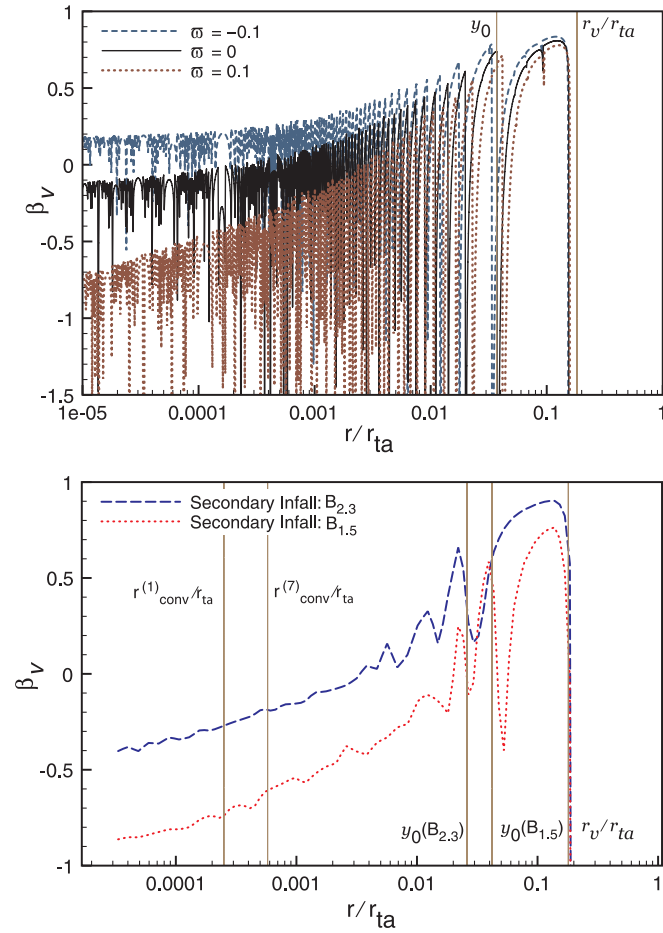 1
0.5
0
-0.5
-1
-1.5
βᵥ
ϖ = -0.1
ϖ = 0
ϖ = 0.1
y₀
rᵥ/rₜₐ
1e-05 0.0001 0.001 0.01 0.1 1
r/rₜₐ
1
0.5
0
-0.5
-1
βᵥ
Secondary Infall: B₂.₃
Secondary Infall: B₁.₅
r⁽¹⁾conv/rₜₐ
r⁽⁷⁾conv/rₜₐ
y₀(B₂.₃)
y₀(B₁.₅)
rᵥ/rₜₐ
0.0001 0.001 0.01 0.1 1
r/rₜₐ